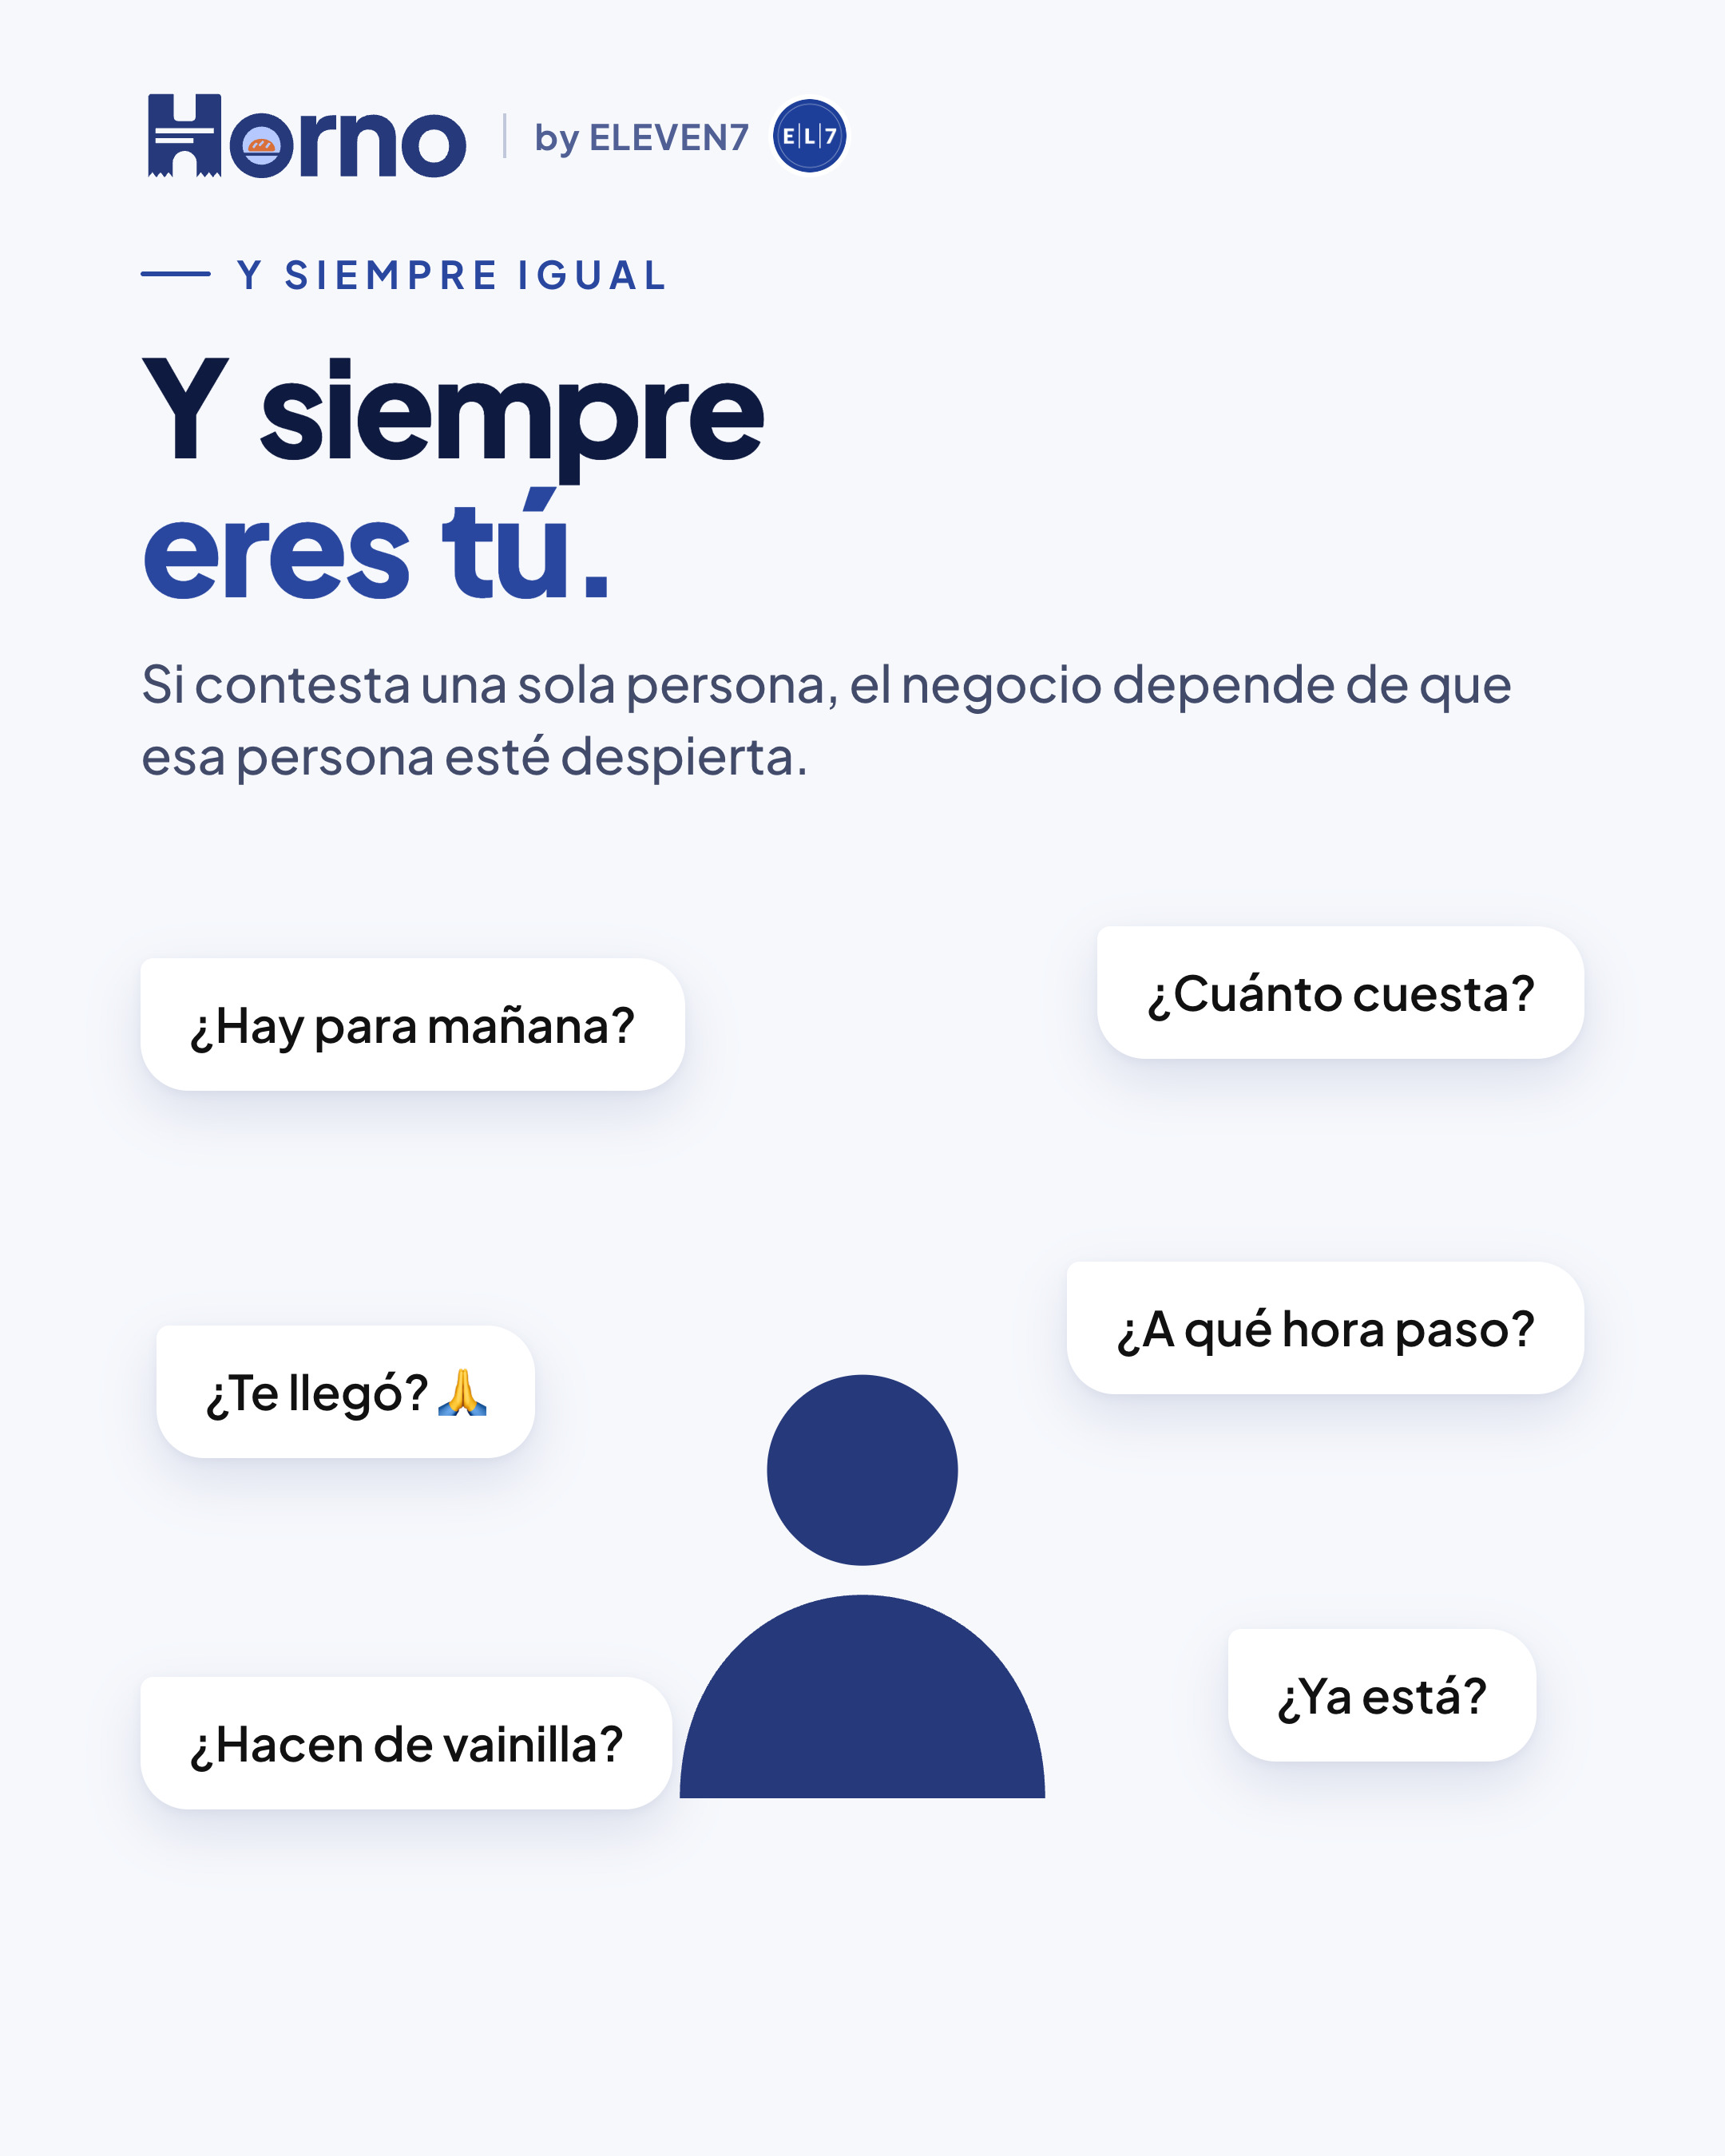 Horno by ELEVEN7 E|L|7
Y SIEMPRE IGUAL
Y siempre
eres tú.
Si contesta una sola persona, el negocio depende de que
esa persona esté despierta.
¿Cuánto cuesta?
¿Hay para mañana?
¿A qué hora paso?
¿Te llegó? 🙏
¿Ya está?
¿Hacen de vainilla?